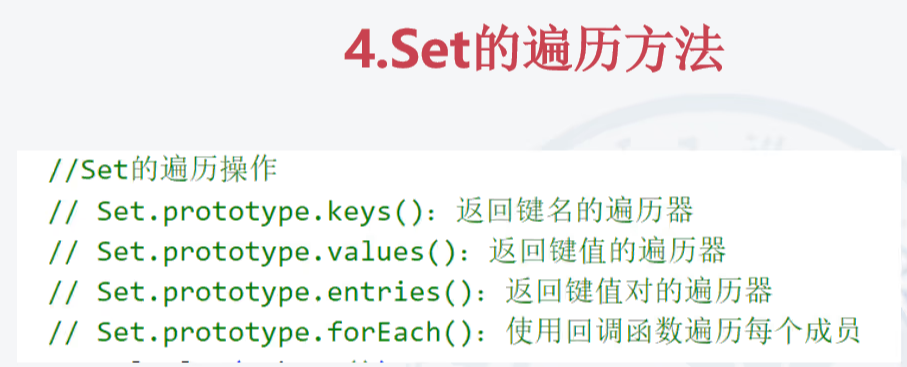 4.Set的遍历方法
//Set的遍历操作
// Set.prototype.keys()：返回键名的遍历器
// Set.prototype.values()：返回键值的遍历器
// Set.prototype.entries()：返回键值对的遍历器
// Set.prototype.forEach()：使用回调函数遍历每个成员